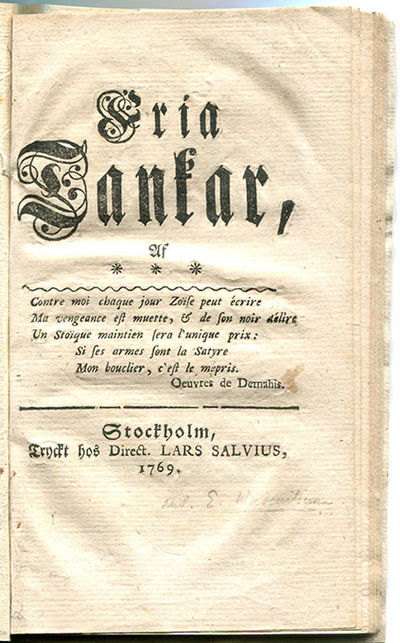 Fria
Tankar,
Af
* * *
Contre moi chaque jour Zoïse peut écrire
Ma vengeance est muette, & de son noir délire
Un Stoïque maintien sera l'unique prix:
Si ses armes sont la Satyre
Mon bouclier, c'est le mepris.
Oeuvres de Demahis.
Stockholm,
Tryckt hos Direct. LARS SALVIUS,
1769.